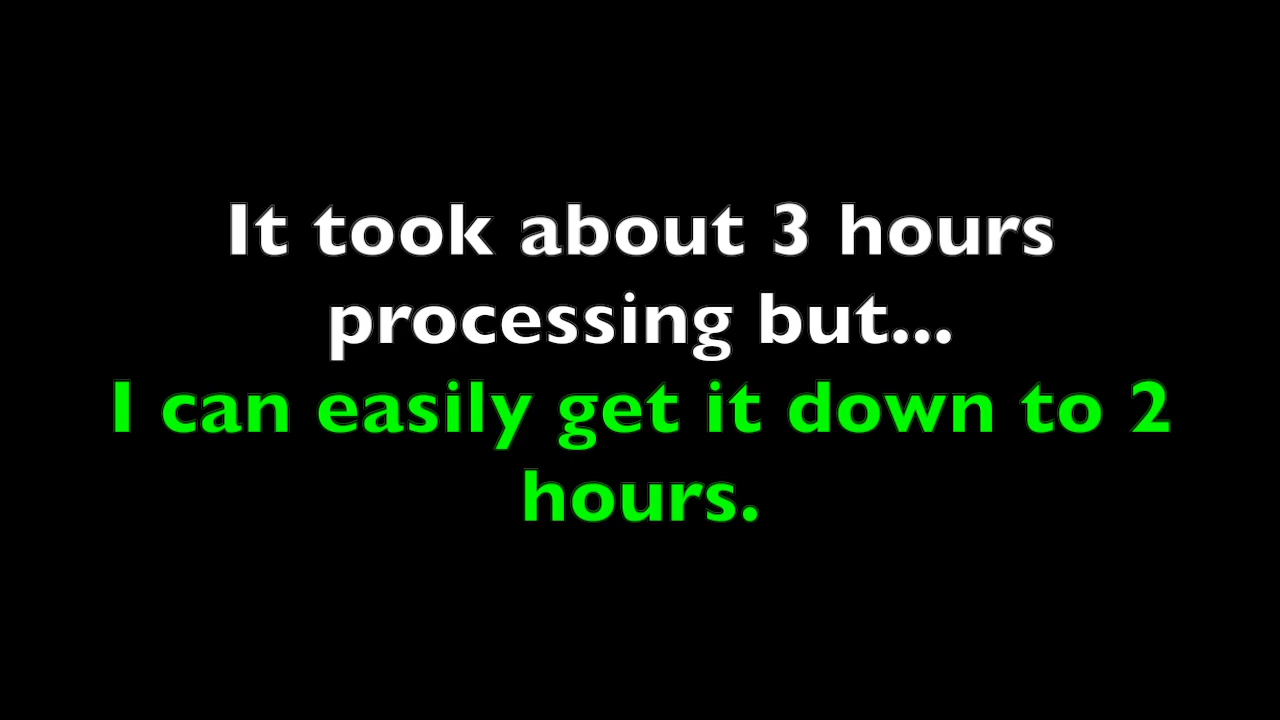 It took about 3 hours
processing but...
I can easily get it down to 2
hours.